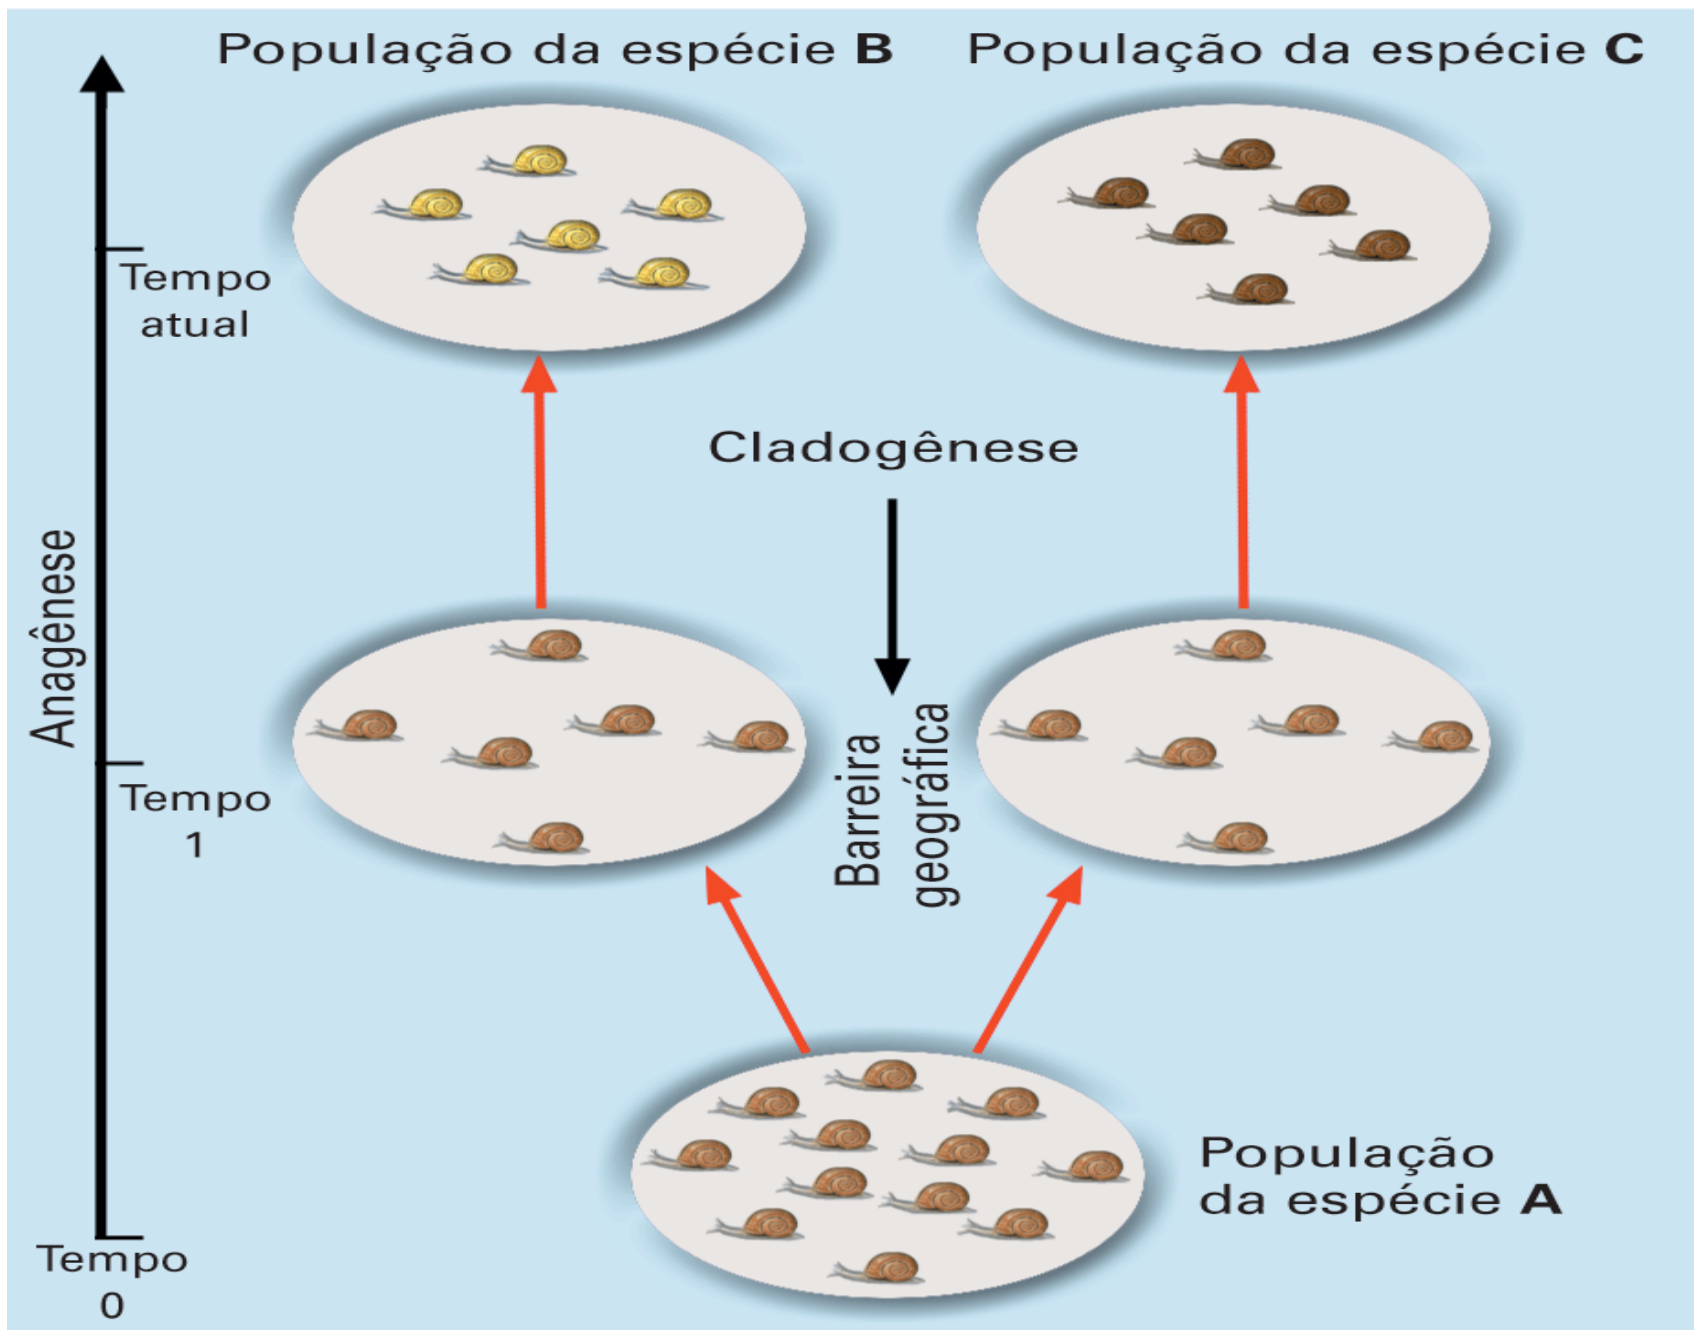 População da espécie B
População da espécie C
Tempo
atual
Cladogênese
Anagênese
Barreira
geográfica
Tempo
1
População
da espécie A
Tempo
0